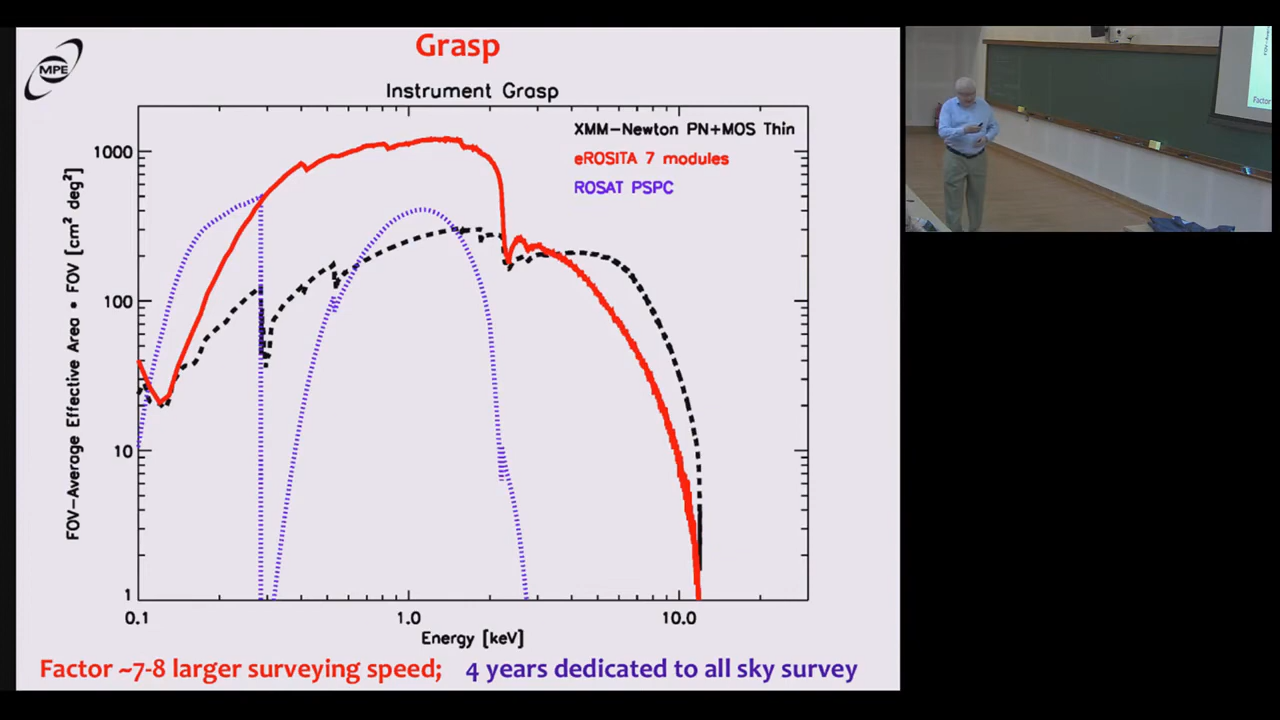 Grasp
MPE
Instrument Grasp
XMM-Newton PN+MOS Thin
eROSITA 7 modules
ROSAT PSPC
FOV-Average Effective Area • FOV [cm² deg²]
1000
100
10
1
0.1
1.0
10.0
Energy [keV]
Factor ~7-8 larger surveying speed; 4 years dedicated to all sky survey
Factor